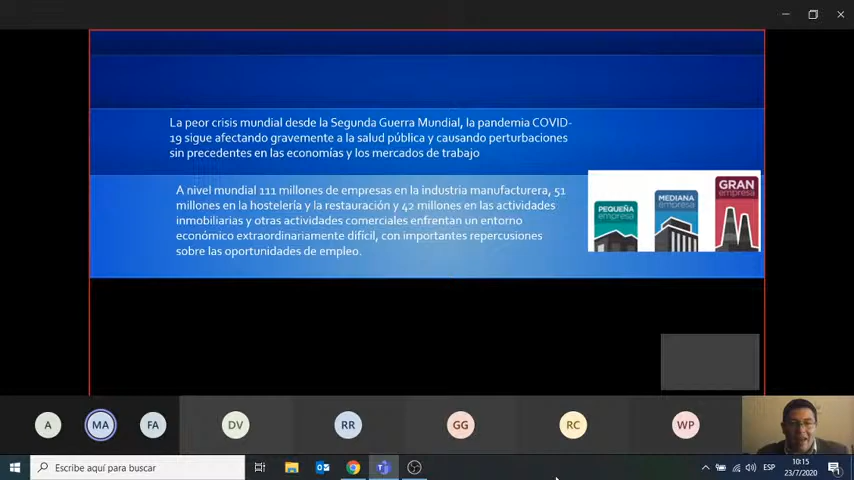 La peor crisis mundial desde la Segunda Guerra Mundial, la pandemia COVID-
19 sigue afectando gravemente a la salud pública y causando perturbaciones
sin precedentes en las economías y los mercados de trabajo
A nivel mundial 111 millones de empresas en la industria manufacturera, 51
millones en la hostelería y la restauración y 42 millones en las actividades
inmobiliarias y otras actividades comerciales enfrentan un entorno
económico extraordinariamente difícil, con importantes repercusiones
sobre las oportunidades de empleo.
PEQUEÑA
empresa
MEDIANA
empresa
GRAN
empresa
A
MA
FA
DV
RR
GG
RC
WP
Escribe aquí para buscar
ESP
10:15
23/7/2020